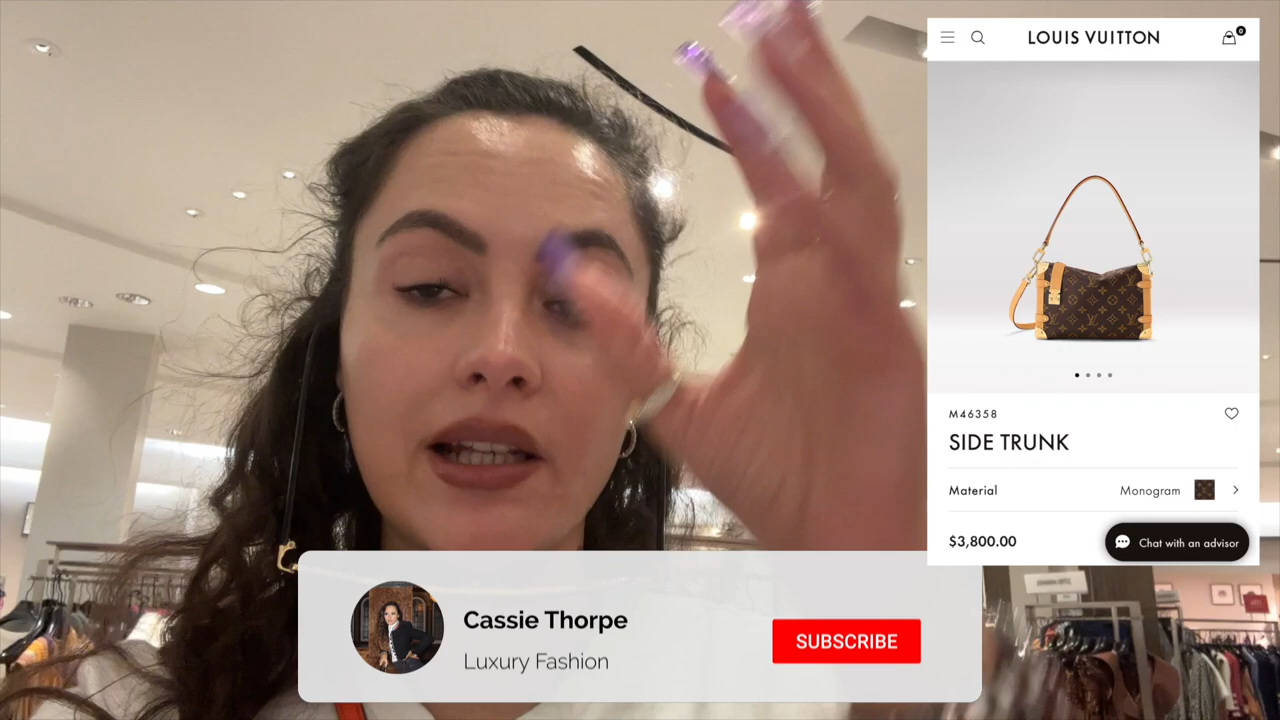 LOUIS VUITTON
0
M46358
SIDE TRUNK
Material
Monogram
$3,800.00
Chat with an advisor
Cassie Thorpe
Luxury Fashion
SUBSCRIBE